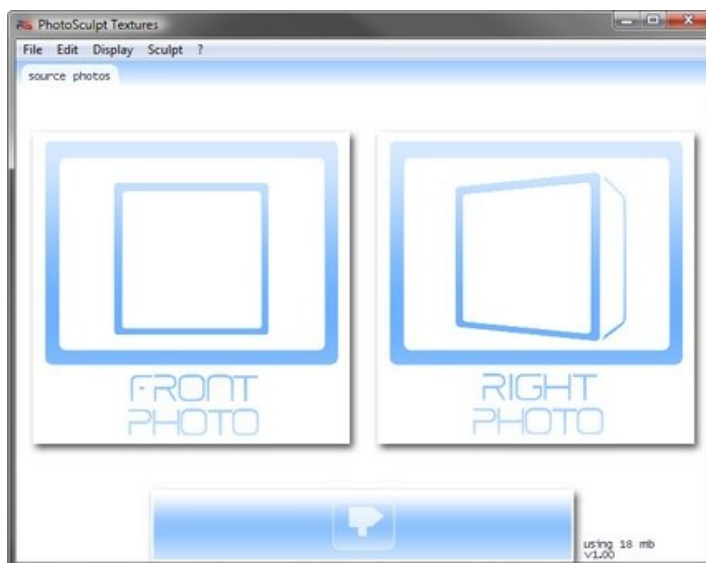 PhotoSculpt Textures
File Edit Display Sculpt ?
source photos
FRONT
PHOTO
RIGHT
PHOTO
using 18 mb
v1.00